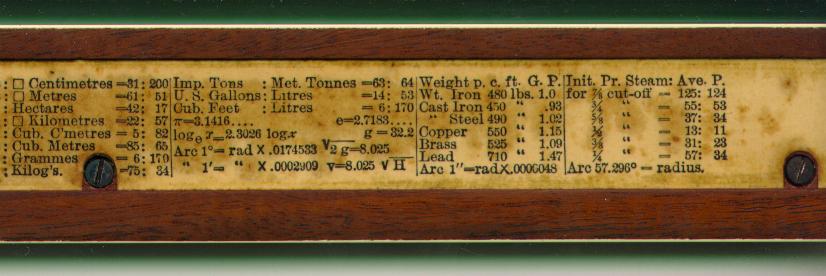 : □ Centimetres=31: 200
: □ Metres =61: 51
Hectares =42: 17
: □ Kilometres=22: 57
: Cub. C'metres= 5: 82
: Cub. Metres =85: 65
: Grammes = 6: 170
: Kilog's. =75: 34
Imp. Tons : Met. Tonnes=63: 64
U. S. Gallons: Litres =14: 53
Cub. Feet : Litres = 6: 170
π=3.1416.... e=2.7183....
logₑ x=2.3026 log x g=32.2
Arc 1°= rad X .0174533 √2 g=8.025
" 1'= " X .0002909 v=8.025 √H
Weight p. c. ft. G. P.
Wt. Iron 480 lbs. 1.0
Cast Iron 450 " .93
" Steel 490 " 1.02
Copper 550 " 1.15
Brass 525 " 1.09
Lead 710 " 1.47
Arc 1"=radX.0000048
Init. Pr. Steam: Ave. P.
for ⅞ cut-off = 125: 124
¾ " = 55: 53
" = 37: 34
" = 13: 11
⅜ " = 31: 23
¼ " = 57: 34
Arc 57.296° = radius.